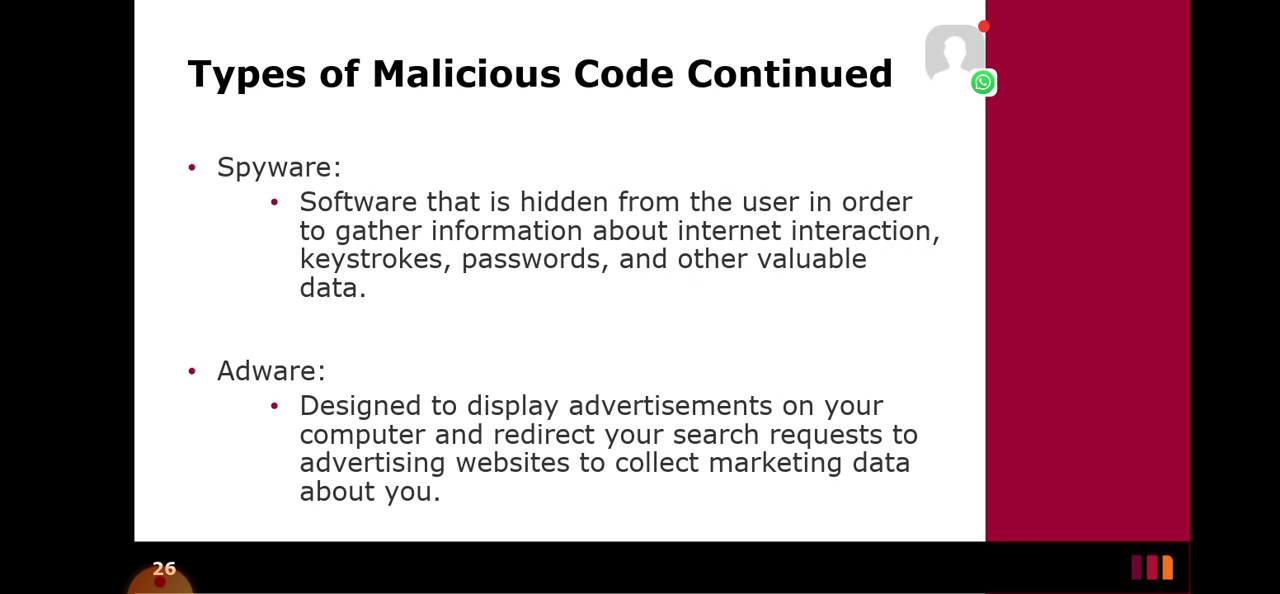 Types of Malicious Code Continued
• Spyware:
• Software that is hidden from the user in order
to gather information about internet interaction,
keystrokes, passwords, and other valuable
data.
• Adware:
• Designed to display advertisements on your
computer and redirect your search requests to
advertising websites to collect marketing data
about you.
26